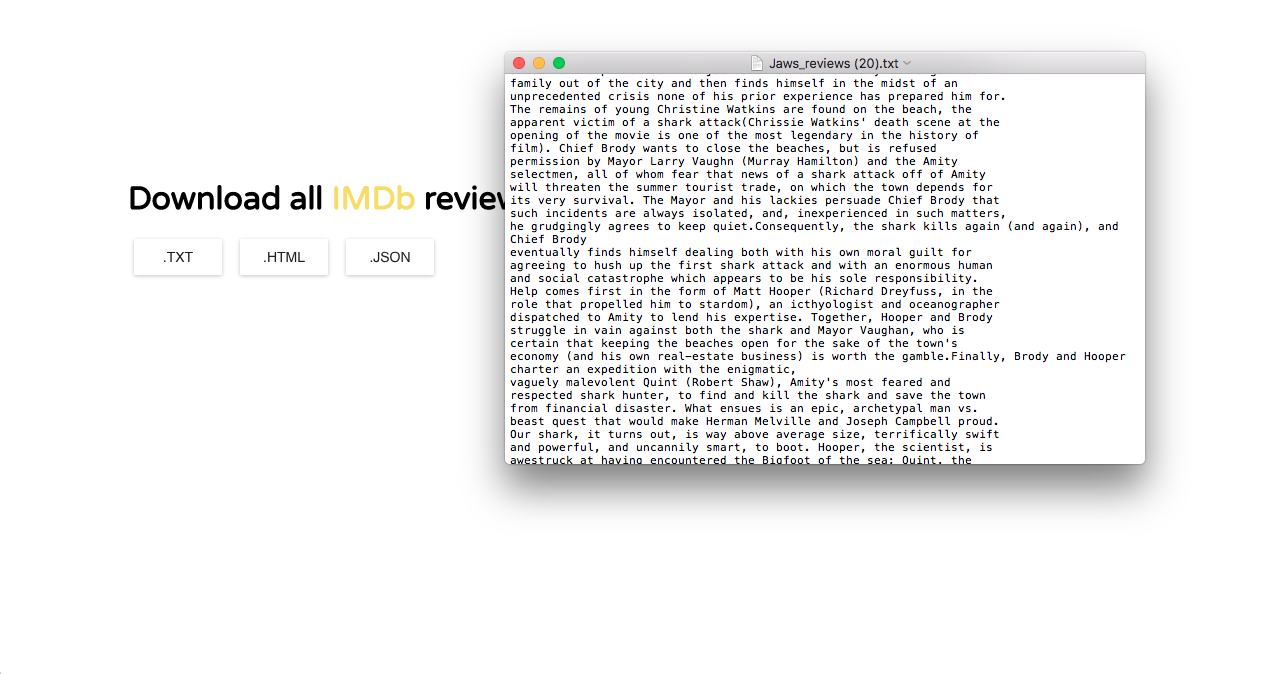 Jaws_reviews (20).txt
family out of the city and then finds himself in the midst of an
unprecedented crisis none of his prior experience has prepared him for.
The remains of young Christine Watkins are found on the beach, the
apparent victim of a shark attack(Chrissie Watkins' death scene at the
opening of the movie is one of the most legendary in the history of
film). Chief Brody wants to close the beaches, but is refused
permission by Mayor Larry Vaughn (Murray Hamilton) and the Amity
selectmen, all of whom fear that news of a shark attack off of Amity
will threaten the summer tourist trade, on which the town depends for
its very survival. The Mayor and his lackies persuade Chief Brody that
such incidents are always isolated, and, inexperienced in such matters,
he grudgingly agrees to keep quiet.Consequently, the shark kills again (and again), and
Chief Brody
eventually finds himself dealing both with his own moral guilt for
agreeing to hush up the first shark attack and with an enormous human
and social catastrophe which appears to be his sole responsibility.
Help comes first in the form of Matt Hooper (Richard Dreyfuss, in the
role that propelled him to stardom), an icthyologist and oceanographer
dispatched to Amity to lend his expertise. Together, Hooper and Brody
struggle in vain against both the shark and Mayor Vaughan, who is
certain that keeping the beaches open for the sake of the town's
economy (and his own real-estate business) is worth the gamble.Finally, Brody and Hooper
charter an expedition with the enigmatic,
vaguely malevolent Quint (Robert Shaw), Amity's most feared and
respected shark hunter, to find and kill the shark and save the town
from financial disaster. What ensues is an epic, archetypal man vs.
beast quest that would make Herman Melville and Joseph Campbell proud.
Our shark, it turns out, is way above average size, terrifically swift
and powerful, and uncannily smart, to boot. Hooper, the scientist, is
awestruck at having encountered the Bigfoot of the sea; Quint, the
Download all IMDb review
.TXT
.HTML
.JSON